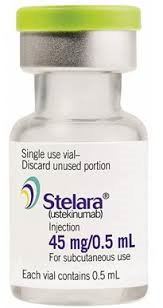 Single use vial–
Discard unused portion
Stelara®
(ustekinumab)
Injection
45 mg/0.5 mL
For subcutaneous use
Each vial contains 0.5 mL